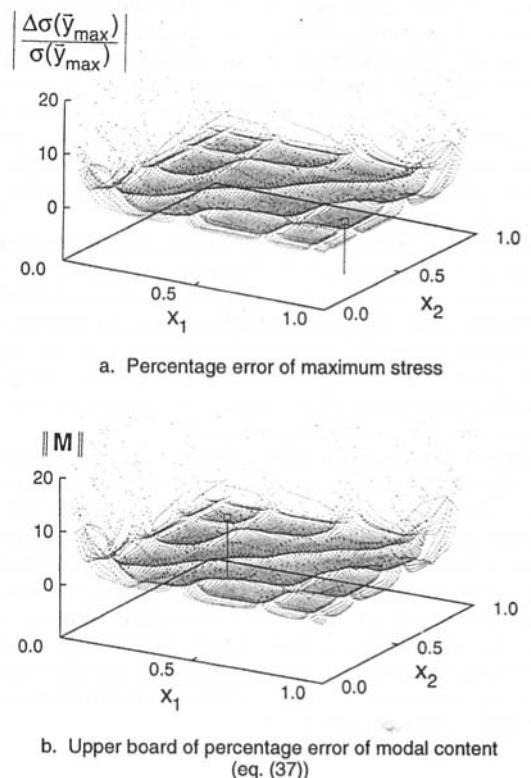 |Δσ(y⃗max)/σ(y⃗max)|
20
10
0
0.0
0.5
1.0
X1
0.0
0.5
1.0
X2
a. Percentage error of maximum stress
‖M‖
20
10
0
0.0
0.5
1.0
X1
0.0
0.5
1.0
X2
b. Upper board of percentage error of modal content
(eq. (37))